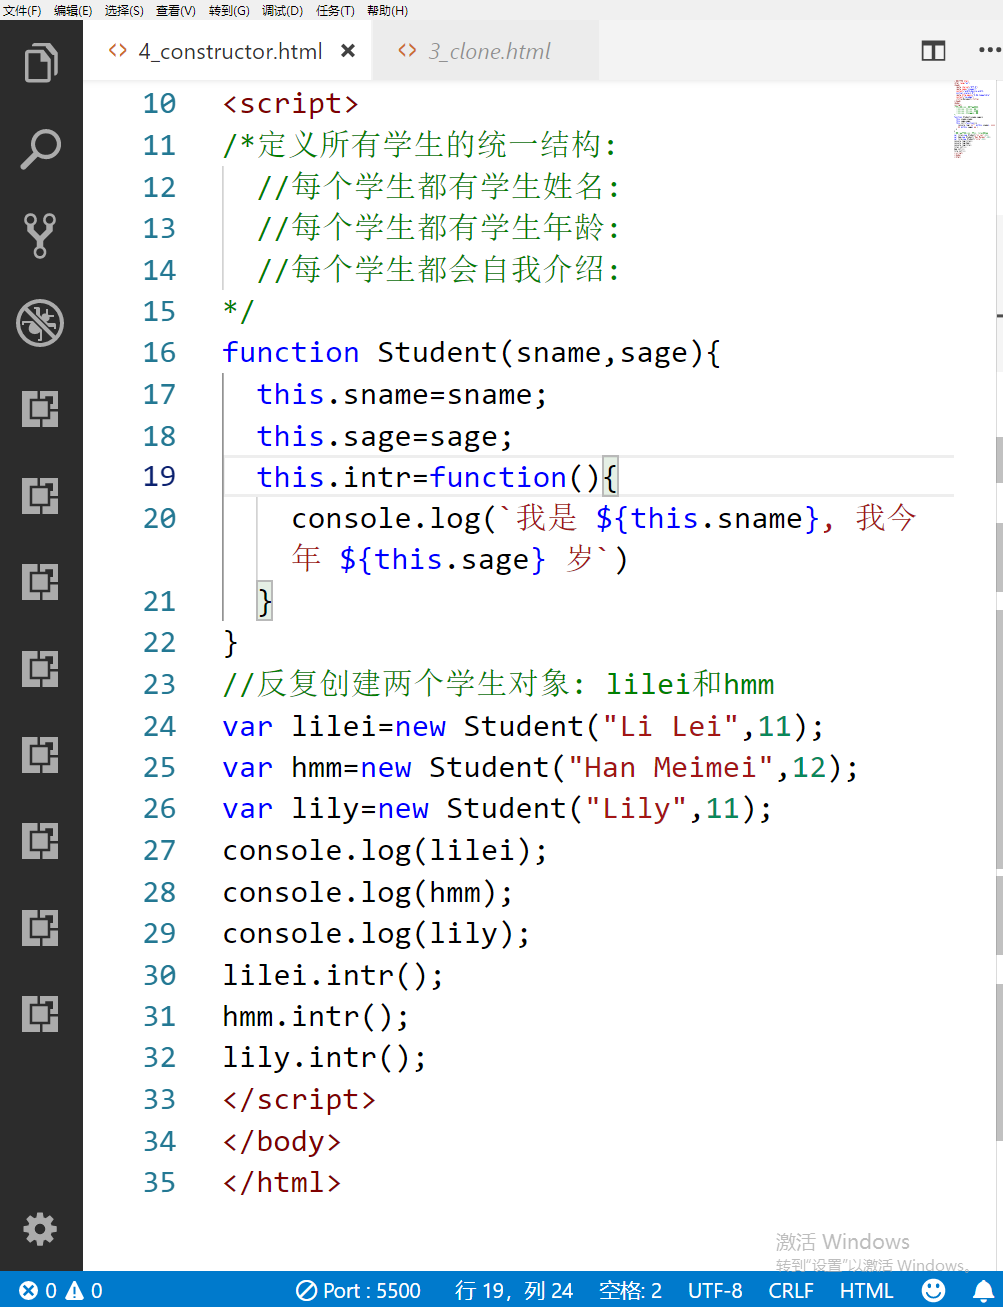 文件(F) 编辑(E) 选择(S) 查看(V) 转到(G) 调试(D) 任务(T) 帮助(H)
4_constructor.html 3_clone.html
10 <script>
11 /*定义所有学生的统一结构:
12 //每个学生都有学生姓名:
13 //每个学生都有学生年龄:
14 //每个学生都会自我介绍:
15 */
16 function Student(sname,sage){
17 this.sname=sname;
18 this.sage=sage;
19 this.intr=function(){
20 console.log(`我是 ${this.sname}, 我今
年 ${this.sage} 岁`)
21 }
22 }
23 //反复创建两个学生对象: lilei和hmm
24 var lilei=new Student("Li Lei",11);
25 var hmm=new Student("Han Meimei",12);
26 var lily=new Student("Lily",11);
27 console.log(lilei);
28 console.log(hmm);
29 console.log(lily);
30 lilei.intr();
31 hmm.intr();
32 lily.intr();
33 </script>
34 </body>
35 </html>
激活 Windows
转到"设置"以激活 Windows。
0 0 Port : 5500 行 19，列 24 空格: 2 UTF-8 CRLF HTML